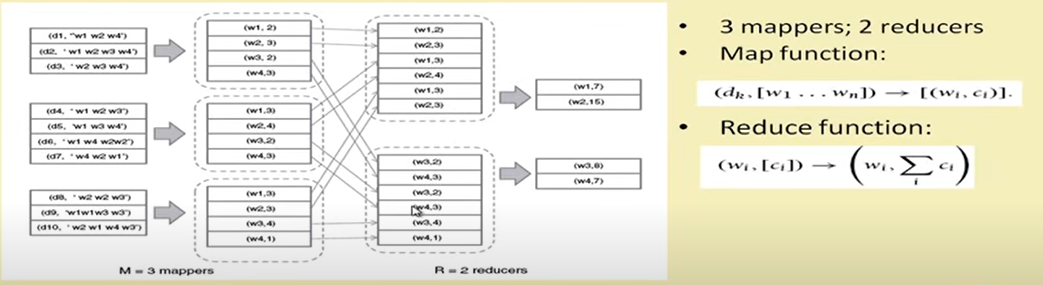 (d1, "w1 w2 w4')
(d2, ' w1 w2 w3 w4')
(d3, ' w2 w3 w4')
(d4, ' w1 w2 w3')
(d5, 'w1 w3 w4')
(d6, ' w1 w4 w2w2')
(d7, ' w4 w2 w1')
(d8, ' w2 w2 w3')
(d9, 'w1w1w3 w3')
(d10, ' w2 w1 w4 w3')
(w1, 2)
(w2, 3)
(w3, 2)
(w4,3)
(w1,3)
(w2,4)
(w3,2)
(w4,3)
(w1,3)
(w2,3)
(w3,4)
(w4,1)
M = 3 mappers
(w1,2)
(w2,3)
(w1,3)
(w2,4)
(w1,3)
(w2,3)
(w3,2)
(w4,3)
(w3,2)
(w4,3)
(w3,4)
(w4,1)
R = 2 reducers
(w1,7)
(w2,15)
(w3,8)
(w4,7)
• 3 mappers; 2 reducers
• Map function:
(dₖ, [w₁ . . . wₙ]) → [(wᵢ, cᵢ)].
• Reduce function:
(wᵢ, [cᵢ]) → (wᵢ, ∑ᵢ cᵢ)